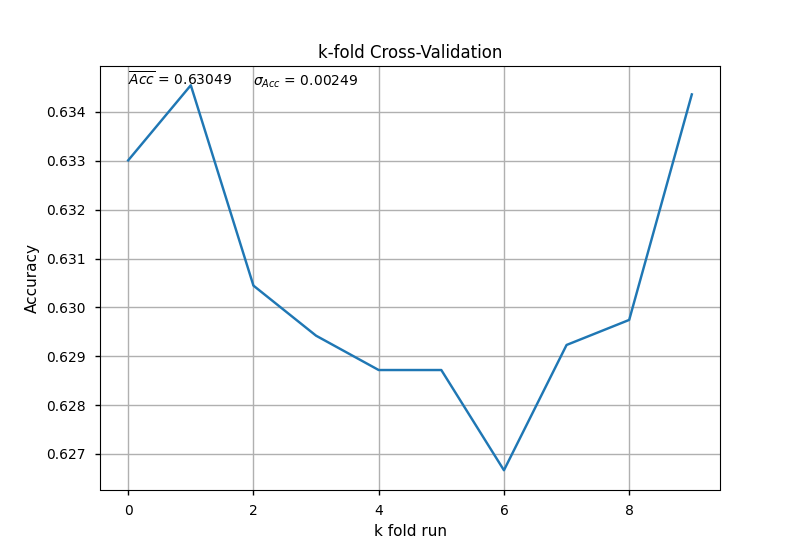 k-fold Cross-Validation
Acc = 0.63049 σAcc = 0.00249
0.634
0.633
0.632
0.631
0.630
0.629
0.628
0.627
Accuracy
0 2 4 6 8
k fold run